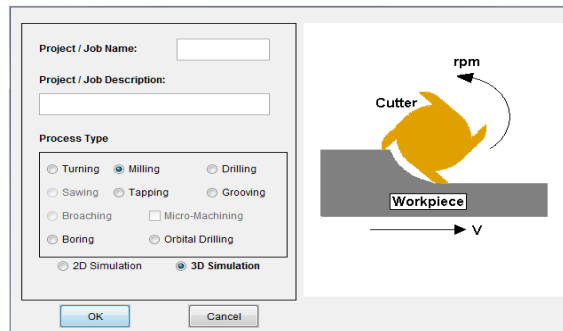 Project / Job Name:
Project / Job Description:
Process Type
Turning Milling Drilling
Sawing Tapping Grooving
Broaching Micro-Machining
Boring Orbital Drilling
2D Simulation 3D Simulation
OK Cancel
rpm
Cutter
Workpiece
V